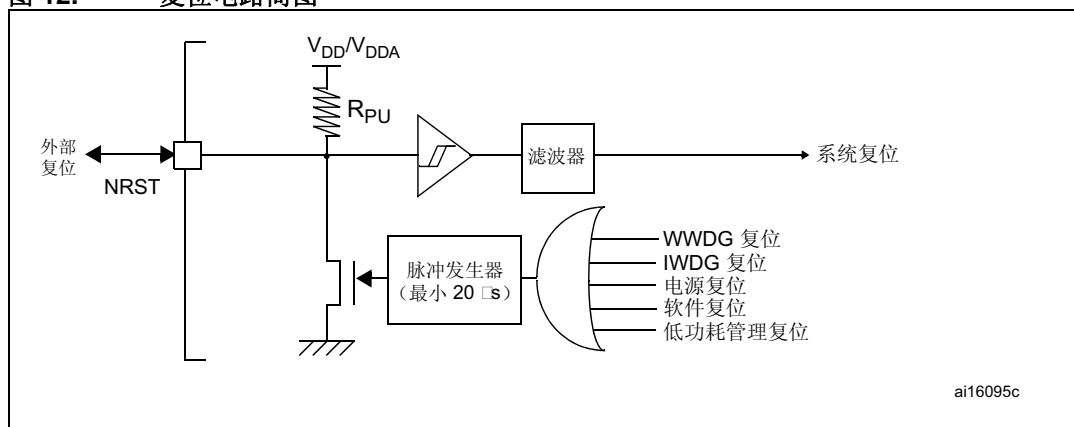 V_DD/V_DDA
R_PU
外部
复位
NRST
滤波器
系统复位
脉冲发生器
（最小 20 □s）
WWDG 复位
IWDG 复位
电源复位
软件复位
低功耗管理复位
ai16095c